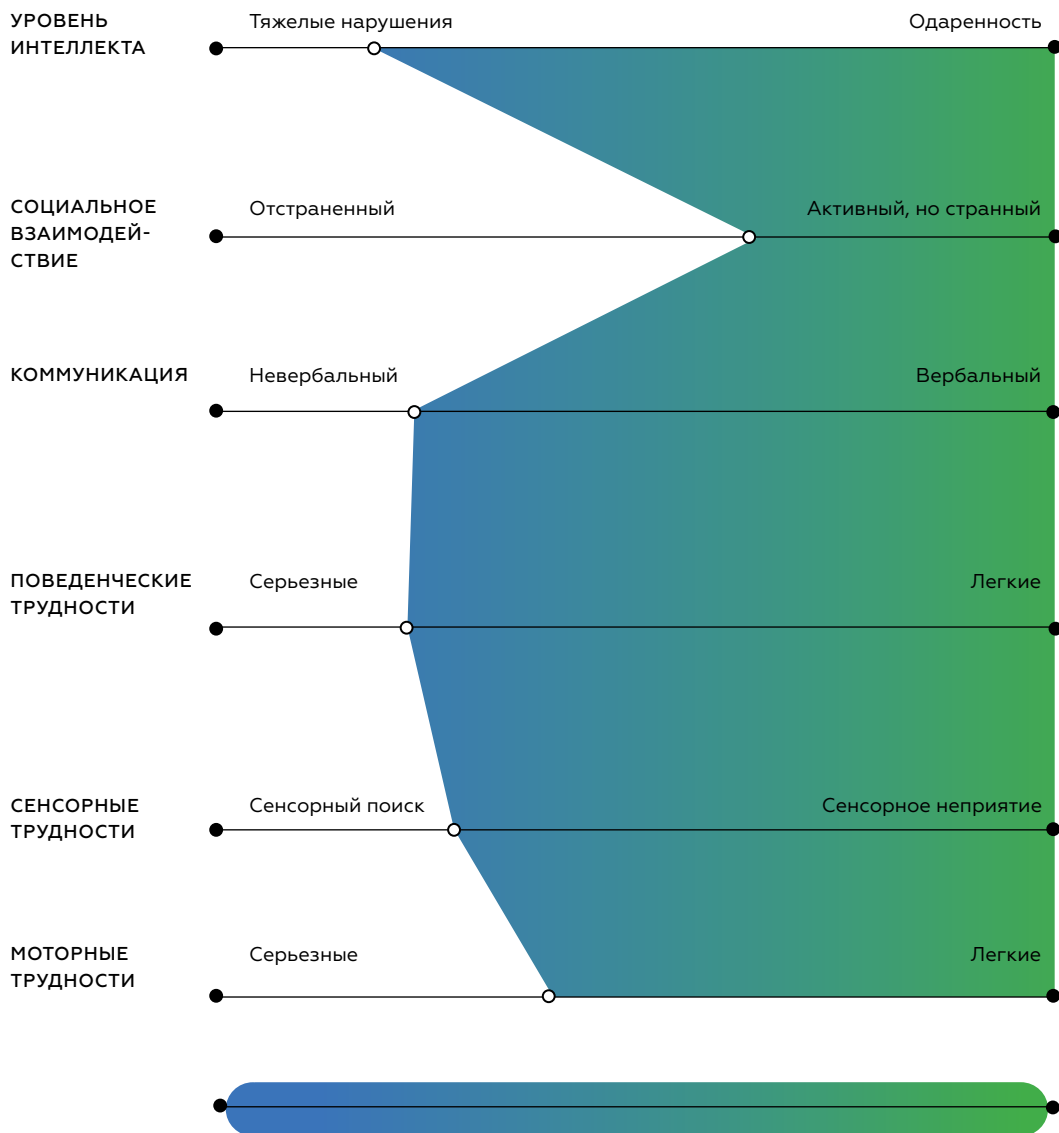 УРОВЕНЬ
ИНТЕЛЛЕКТА
Тяжелые нарушения
Одаренность
СОЦИАЛЬНОЕ
ВЗАИМОДЕЙ-
СТВИЕ
Отстраненный
Активный, но странный
КОММУНИКАЦИЯ
Невербальный
Вербальный
ПОВЕДЕНЧЕСКИЕ
ТРУДНОСТИ
Серьезные
Легкие
СЕНСОРНЫЕ
ТРУДНОСТИ
Сенсорный поиск
Сенсорное неприятие
МОТОРНЫЕ
ТРУДНОСТИ
Серьезные
Легкие